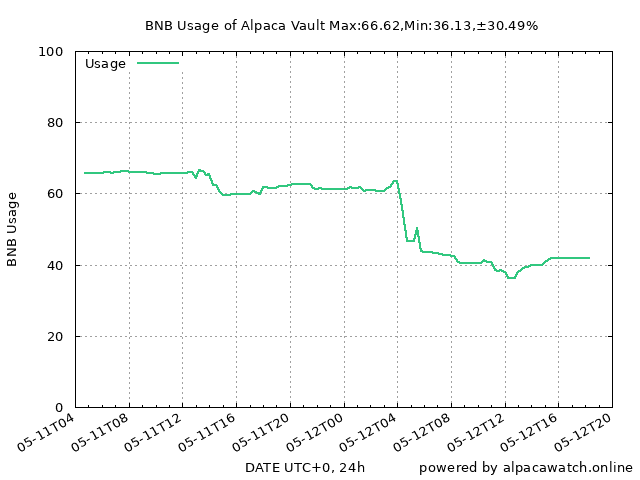 BNB Usage of Alpaca Vault Max:66.62,Min:36.13,±30.49%
100
Usage
80
60
BNB Usage
40
20
0
05-11T04 05-11T08 05-11T12 05-11T16 05-11T20 05-12T00 05-12T04 05-12T08 05-12T12 05-12T16 05-12T20
DATE UTC+0, 24h powered by alpacawatch.online